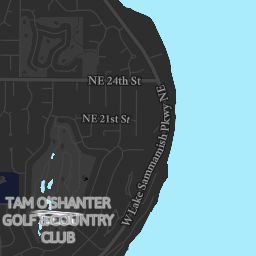 NE 24th St
NE 21st St
W Lake Sammamish Pkwy NE
TAM O'SHANTER
GOLF & COUNTRY
CLUB